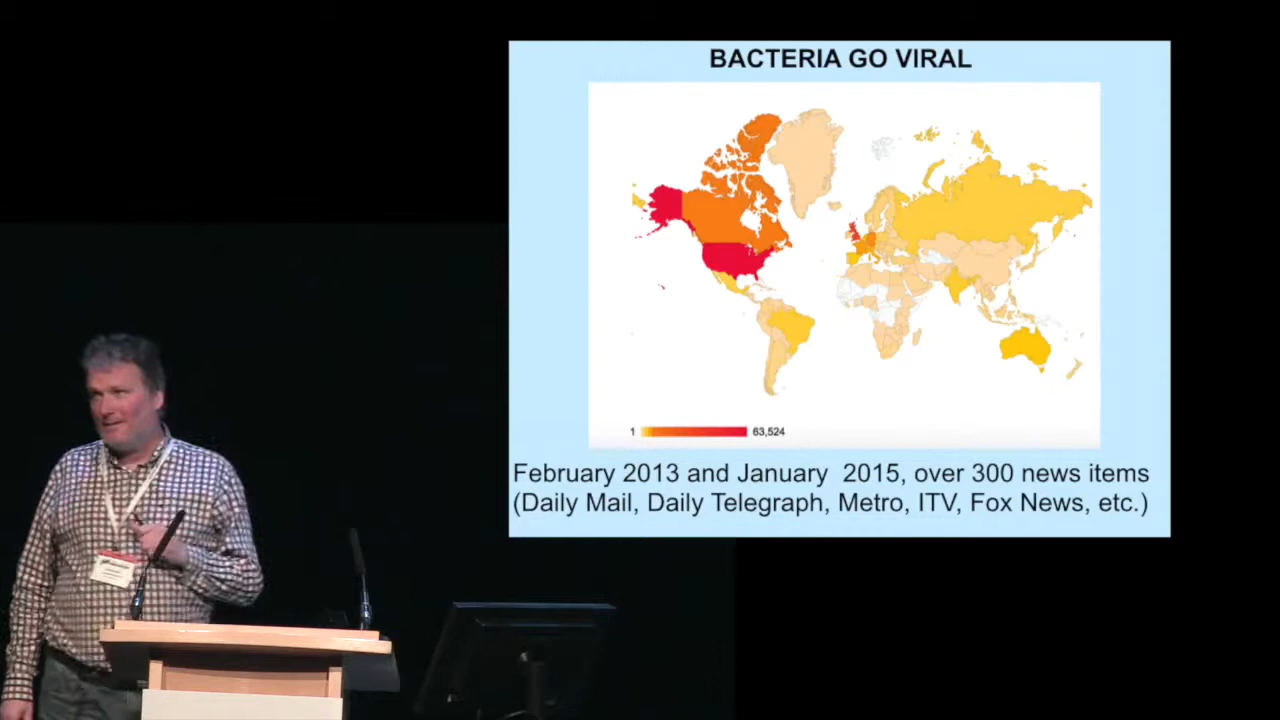 BACTERIA GO VIRAL
1 63,524
February 2013 and January 2015, over 300 news items
(Daily Mail, Daily Telegraph, Metro, ITV, Fox News, etc.)